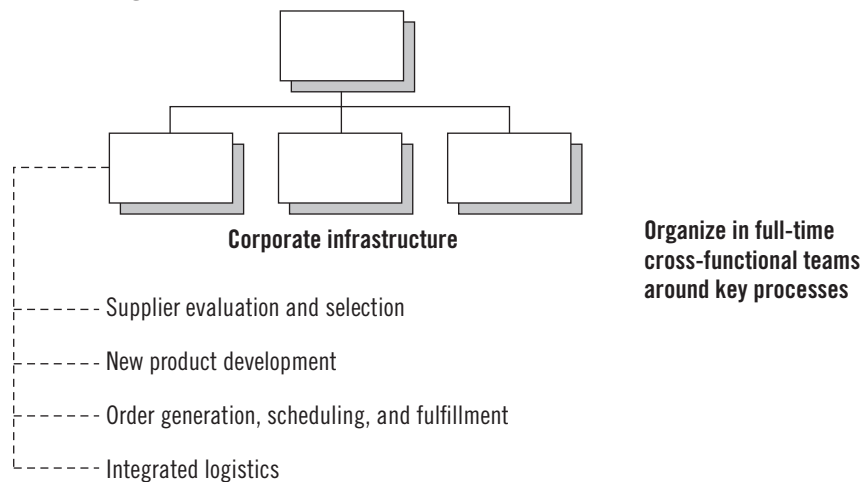 Corporate infrastructure
Organize in full-time
cross-functional teams
around key processes
Supplier evaluation and selection
New product development
Order generation, scheduling, and fulfillment
Integrated logistics